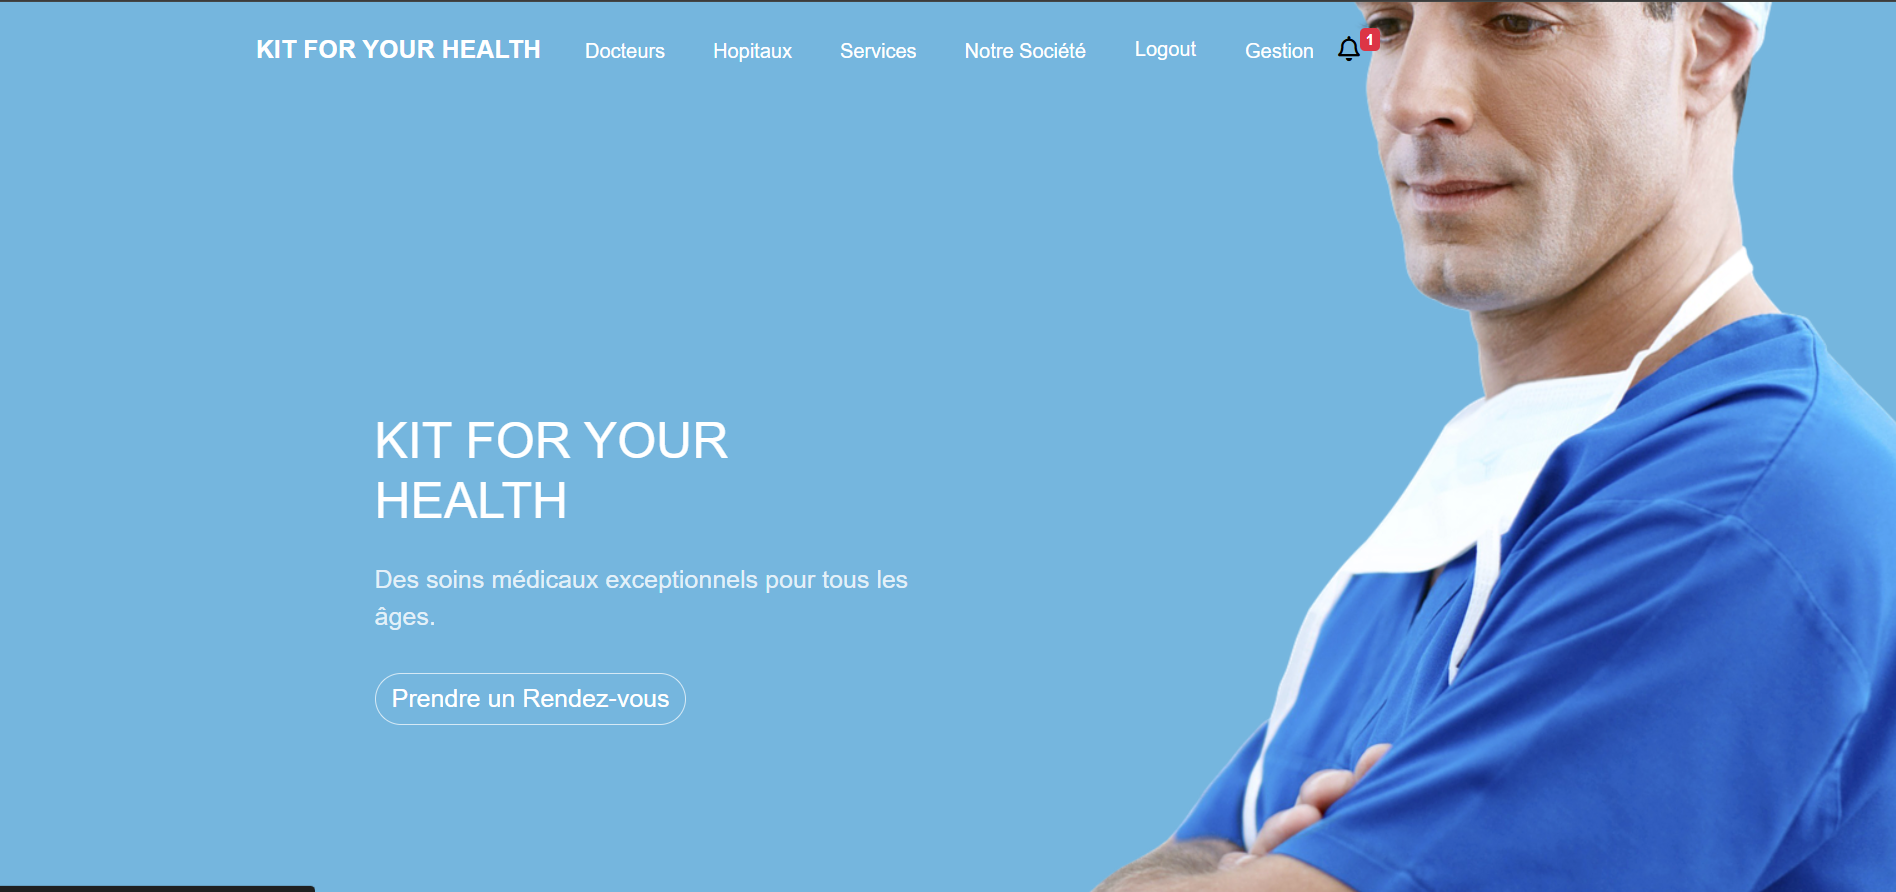 KIT FOR YOUR HEALTH
Docteurs
Hopitaux
Services
Notre Société
Logout
Gestion
1
KIT FOR YOUR
HEALTH
Des soins médicaux exceptionnels pour tous les
âges.
Prendre un Rendez-vous